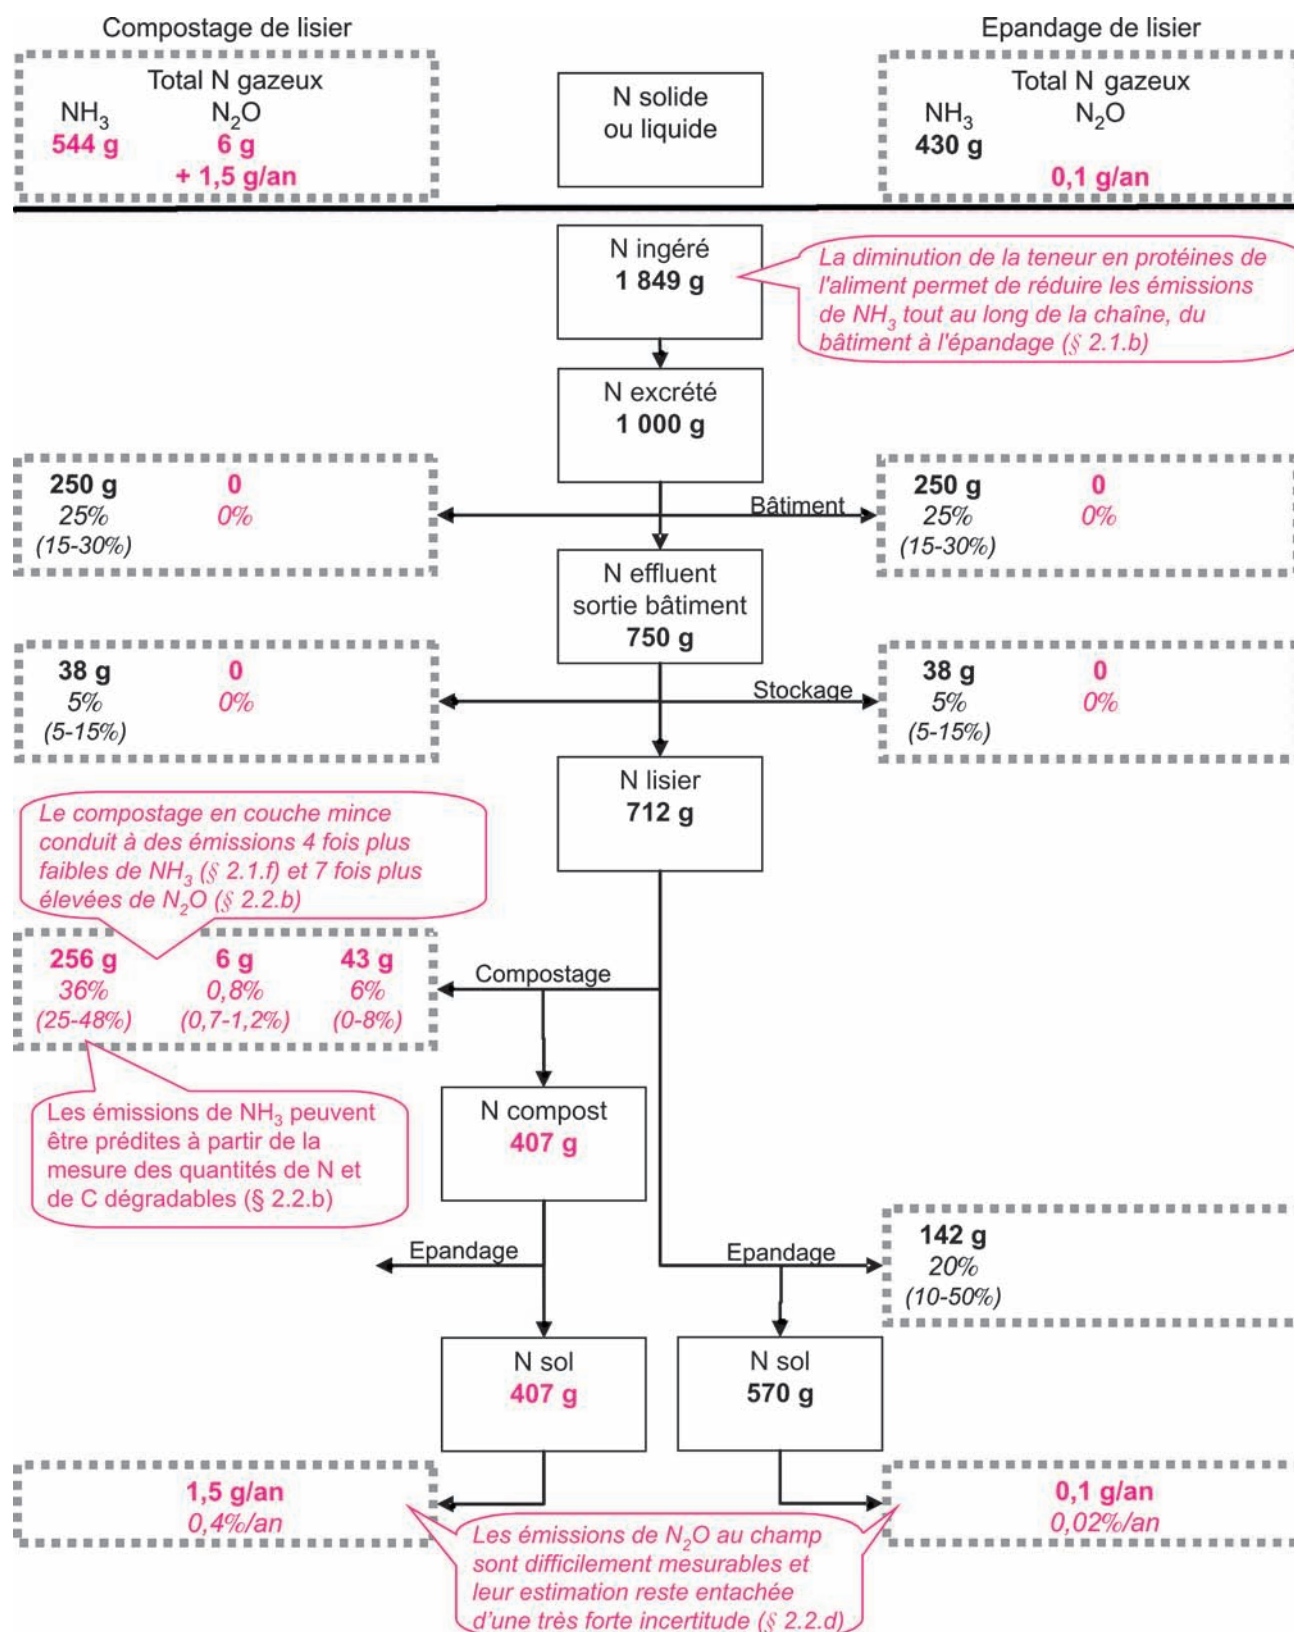 Compostage de lisier
Epandage de lisier
Total N gazeux
NH₃ N₂O
544 g 6 g
+ 1,5 g/an
N solide
ou liquide
Total N gazeux
NH₃ N₂O
430 g
0,1 g/an
N ingéré
1 849 g
La diminution de la teneur en protéines de
l'aliment permet de réduire les émissions
de NH₃ tout au long de la chaîne, du
bâtiment à l'épandage (§ 2.1.b)
N excrété
1 000 g
250 g 0
25% 0%
(15-30%)
Bâtiment
250 g 0
25% 0%
(15-30%)
N effluent
sortie bâtiment
750 g
38 g 0
5% 0%
(5-15%)
Stockage
38 g 0
5% 0%
(5-15%)
N lisier
712 g
Le compostage en couche mince
conduit à des émissions 4 fois plus
faibles de NH₃ (§ 2.1.f) et 7 fois plus
élevées de N₂O (§ 2.2.b)
256 g 6 g 43 g
36% 0,8% 6%
(25-48%) (0,7-1,2%) (0-8%)
Compostage
Les émissions de NH₃ peuvent
être prédites à partir de la
mesure des quantités de N et
de C dégradables (§ 2.2.b)
N compost
407 g
Epandage
Epandage
142 g
20%
(10-50%)
N sol
407 g
N sol
570 g
1,5 g/an
0,4%/an
0,1 g/an
0,02%/an
Les émissions de N₂O au champ
sont difficilement mesurables et
leur estimation reste entachée
d'une très forte incertitude (§ 2.2.d)